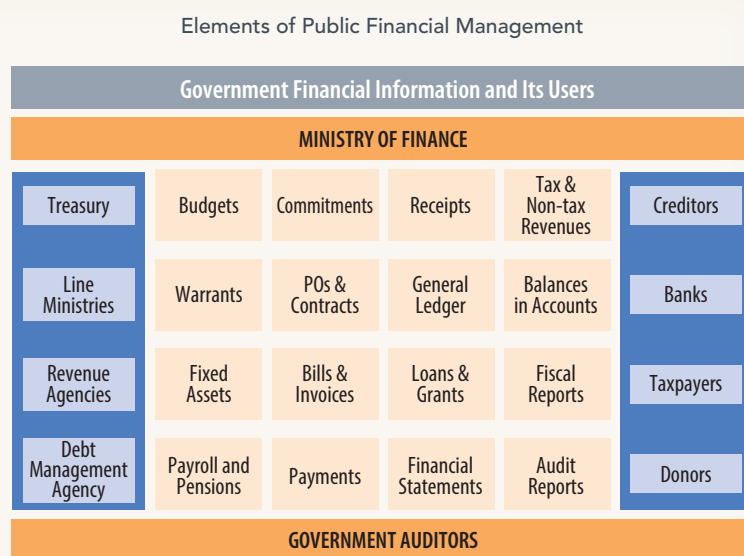 Elements of Public Financial Management
Government Financial Information and Its Users
MINISTRY OF FINANCE
Treasury
Budgets
Commitments
Receipts
Tax &
Non-tax
Revenues
Creditors
Line
Ministries
Warrants
POs &
Contracts
General
Ledger
Balances
in Accounts
Banks
Revenue
Agencies
Fixed
Assets
Bills &
Invoices
Loans &
Grants
Fiscal
Reports
Taxpayers
Debt
Management
Agency
Payroll and
Pensions
Payments
Financial
Statements
Audit
Reports
Donors
GOVERNMENT AUDITORS